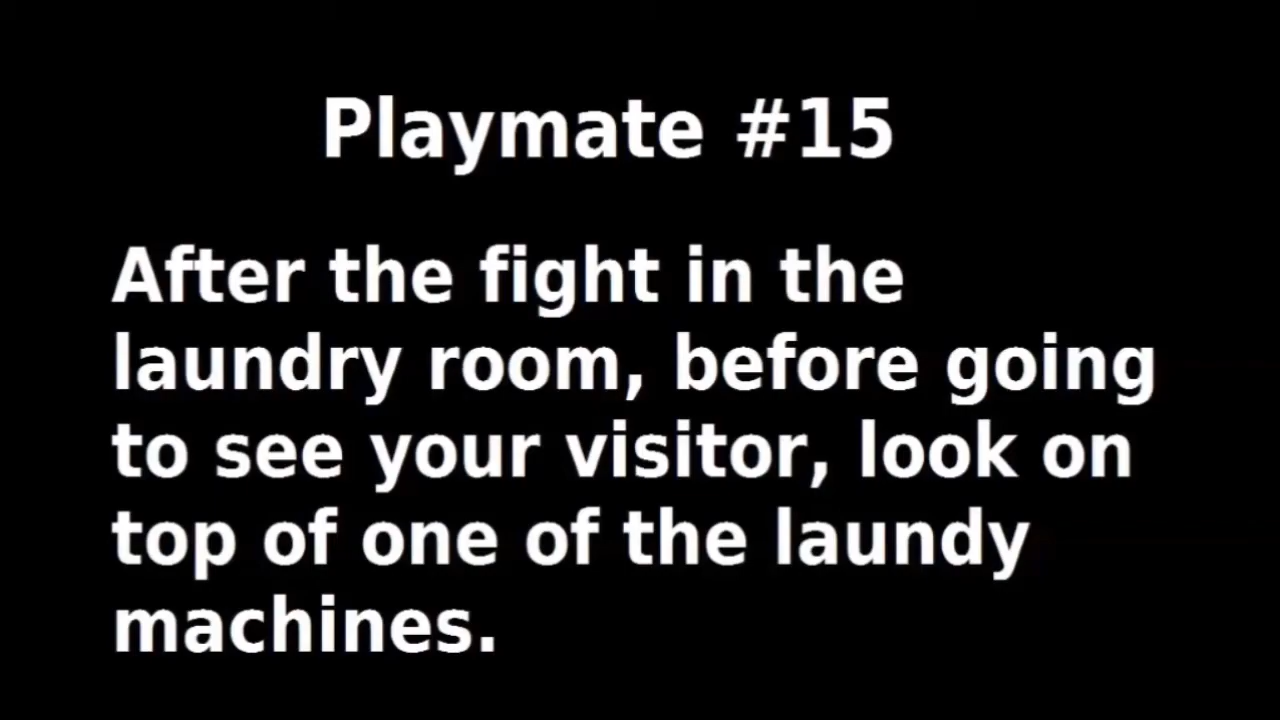 Playmate #15
After the fight in the
laundry room, before going
to see your visitor, look on
top of one of the laundy
machines.